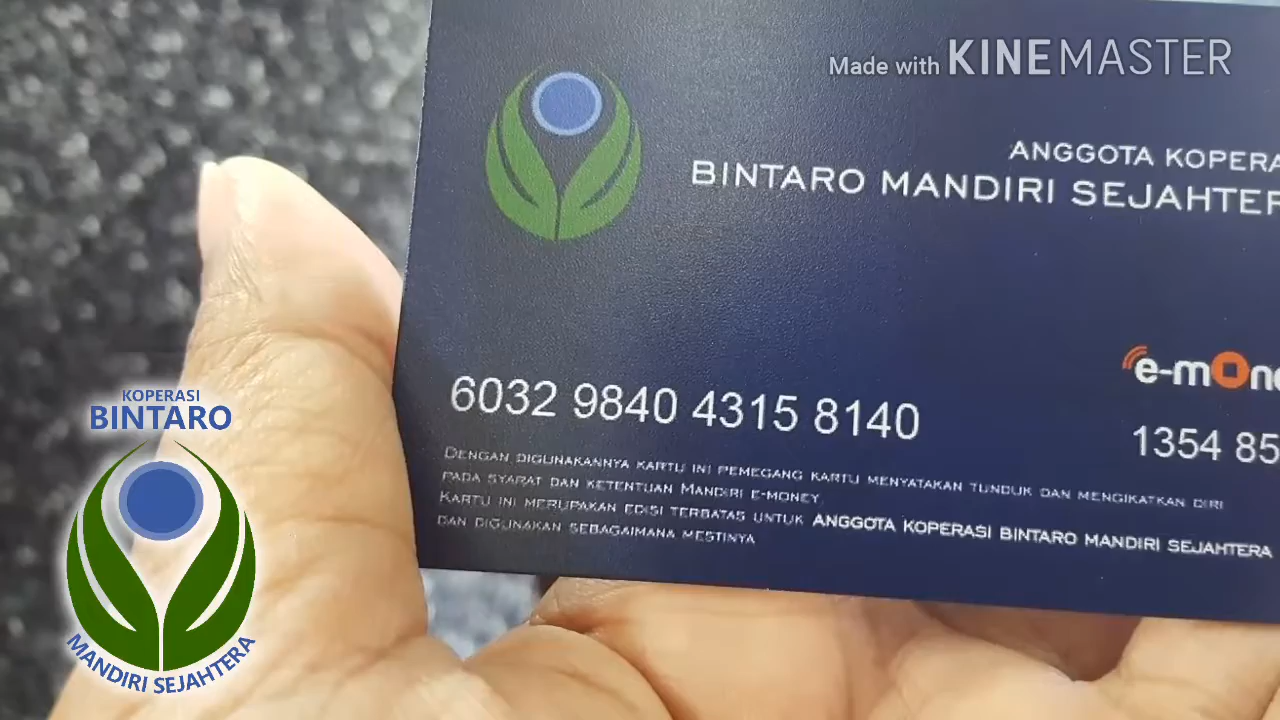 Made with KINEMASTER
ANGGOTA KOPERA
BINTARO MANDIRI SEJAHTER
e-mone
6032 9840 4315 8140
1354 85
DENGAN DIGUNAKANNYA KARTU INI PEMEGANG KARTU MENYATAKAN TUNDUK DAN MENGIKATKAN DIRI
PADA SYARAT DAN KETENTUAN MANDIRI E-MONEY.
KARTU INI MERUPAKAN EDISI TERBATAS UNTUK ANGGOTA KOPERASI BINTARO MANDIRI SEJAHTERA
DAN DIGUNAKAN SEBAGAIMANA MESTINYA
KOPERASI
BINTARO
MANDIRI SEJAHTERA